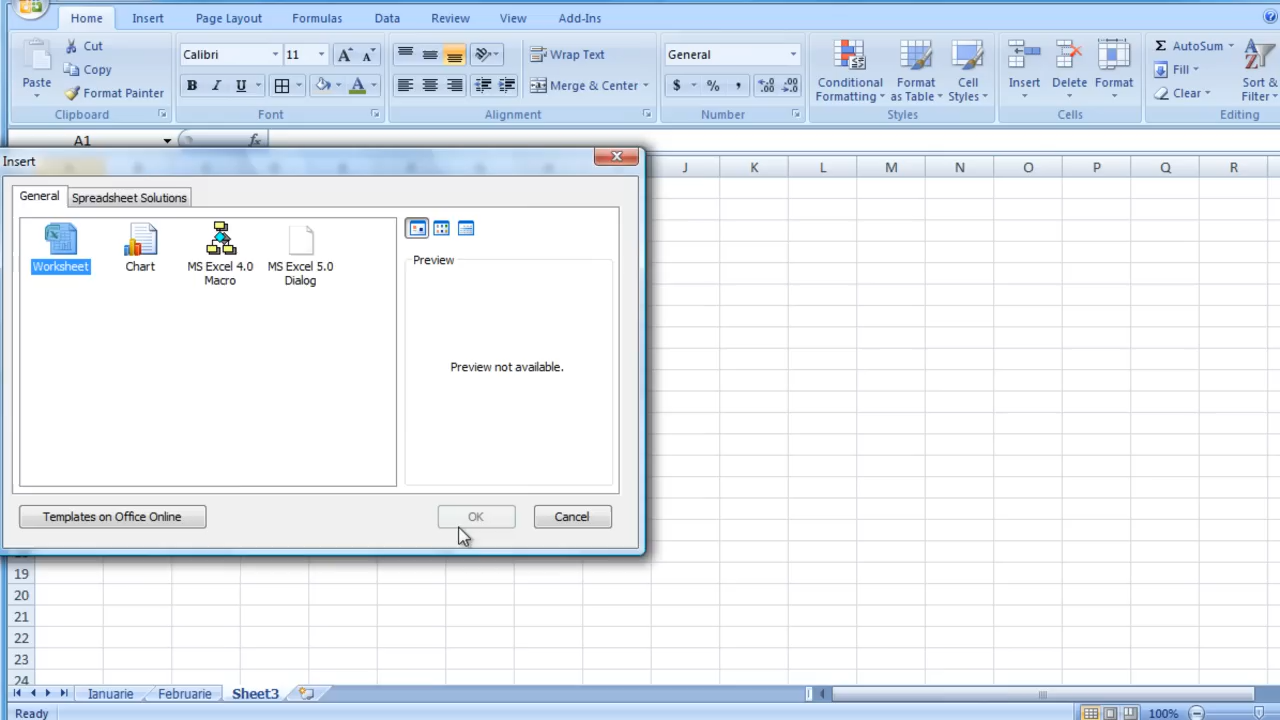 Home Insert Page Layout Formulas Data Review View Add-Ins
Paste Cut Copy Format Painter
Clipboard
Calibri 11
B I U A
Font
Wrap Text
Merge & Center
Alignment
General
$ % , .00 .00
Number
Conditional Formatting
Format as Table
Cell Styles
Styles
Insert Delete Format
Cells
Σ AutoSum
Fill
Clear
Sort &
Filter
Editing
A1 fx
Insert
General Spreadsheet Solutions
Worksheet
Chart
MS Excel 4.0
Macro
MS Excel 5.0
Dialog
Preview
Preview not available.
Templates on Office Online OK Cancel
J K L M N O P Q R
19
20
21
22
23
24
Ianuarie Februarie Sheet3
Ready 100%